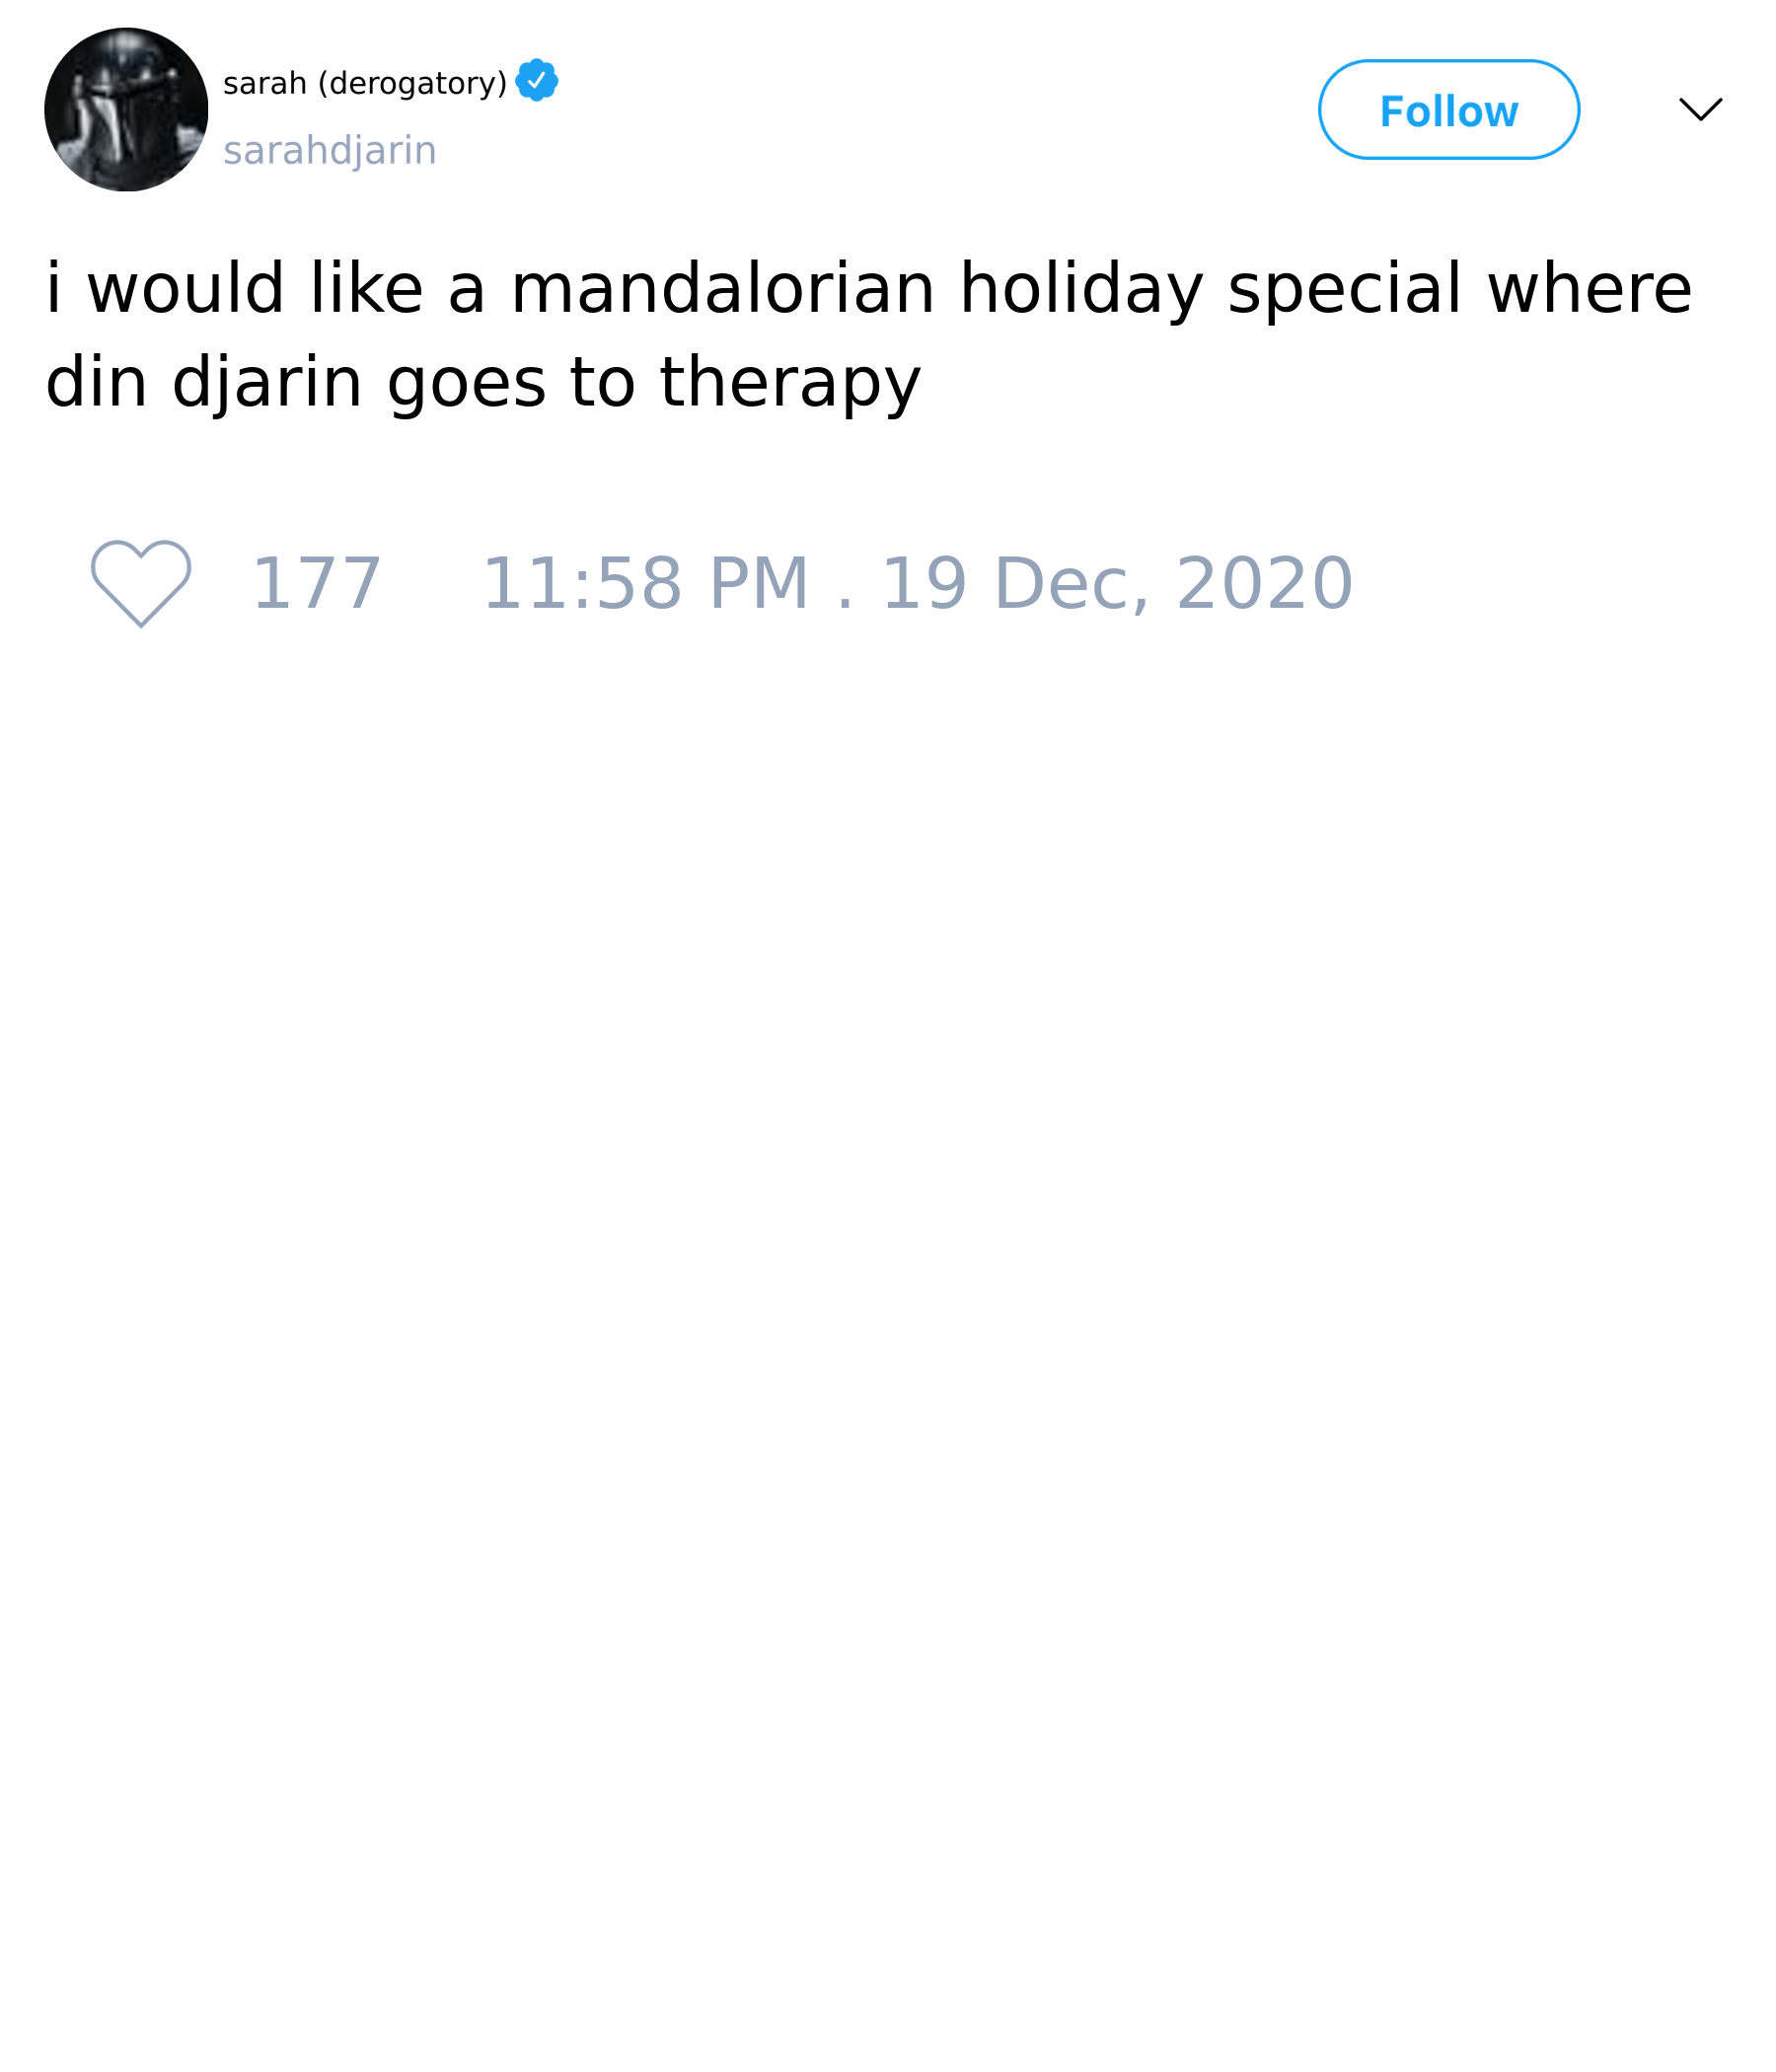 sarah (derogatory)
sarahdjarin
Follow
i would like a mandalorian holiday special where
din djarin goes to therapy
177 11:58 PM . 19 Dec, 2020